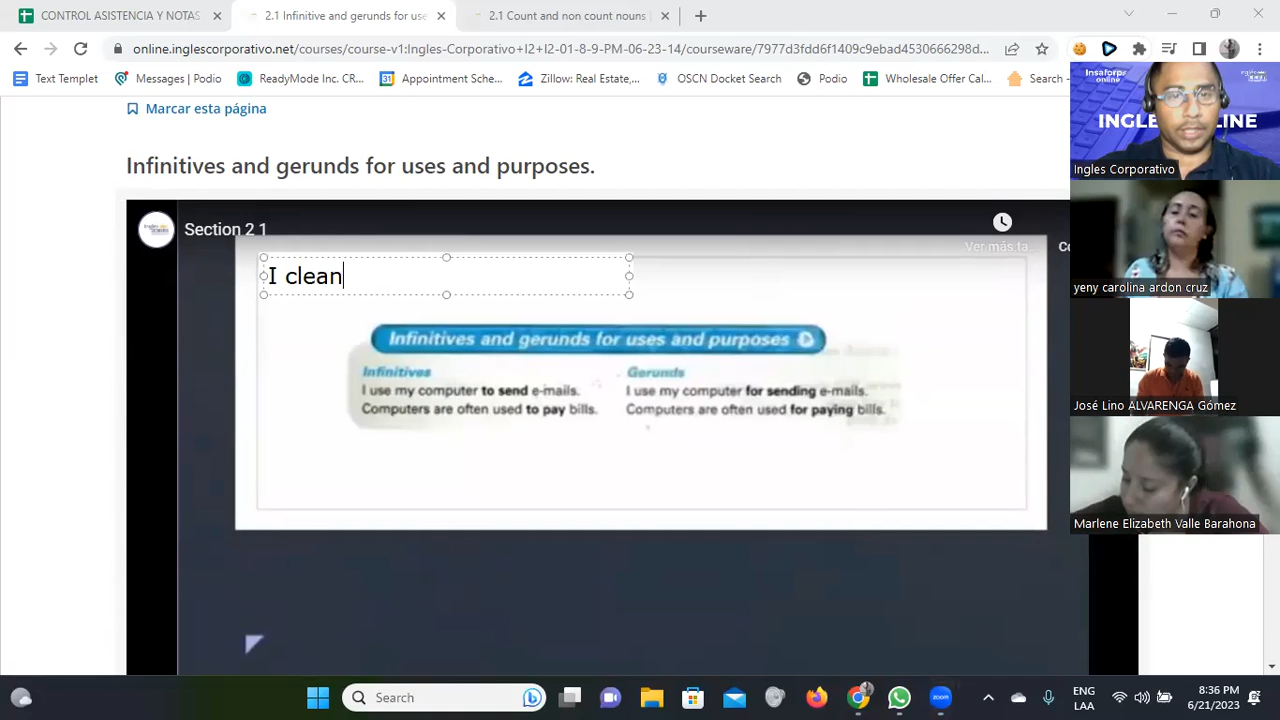 CONTROL ASISTENCIA Y NOTAS
2.1 Infinitive and gerunds for use
2.1 Count and non count nouns |
online.inglescorporativo.net/courses/course-v1:Ingles-Corporativo+I2+I2-01-8-9-PM-06-23-14/courseware/7977d3fdd6f1409c9ebad4530666298d...
Text Templet
Messages | Podio
ReadyMode Inc. CR...
Appointment Sche...
Zillow: Real Estate,...
OSCN Docket Search
Podio
Wholesale Offer Cal...
Search -
Marcar esta página
Infinitives and gerunds for uses and purposes.
Section 2 1
Ver más ta...
I clean
Infinitives and gerunds for uses and purposes
Infinitives
I use my computer to send e-mails.
Computers are often used to pay bills.
Gerunds
I use my computer for sending e-mails.
Computers are often used for paying bills.
Ingles Corporativo
yeny carolina ardon cruz
José Lino ALVARENGA Gómez
Marlene Elizabeth Valle Barahona
Search
ENG
LAA
8:36 PM
6/21/2023